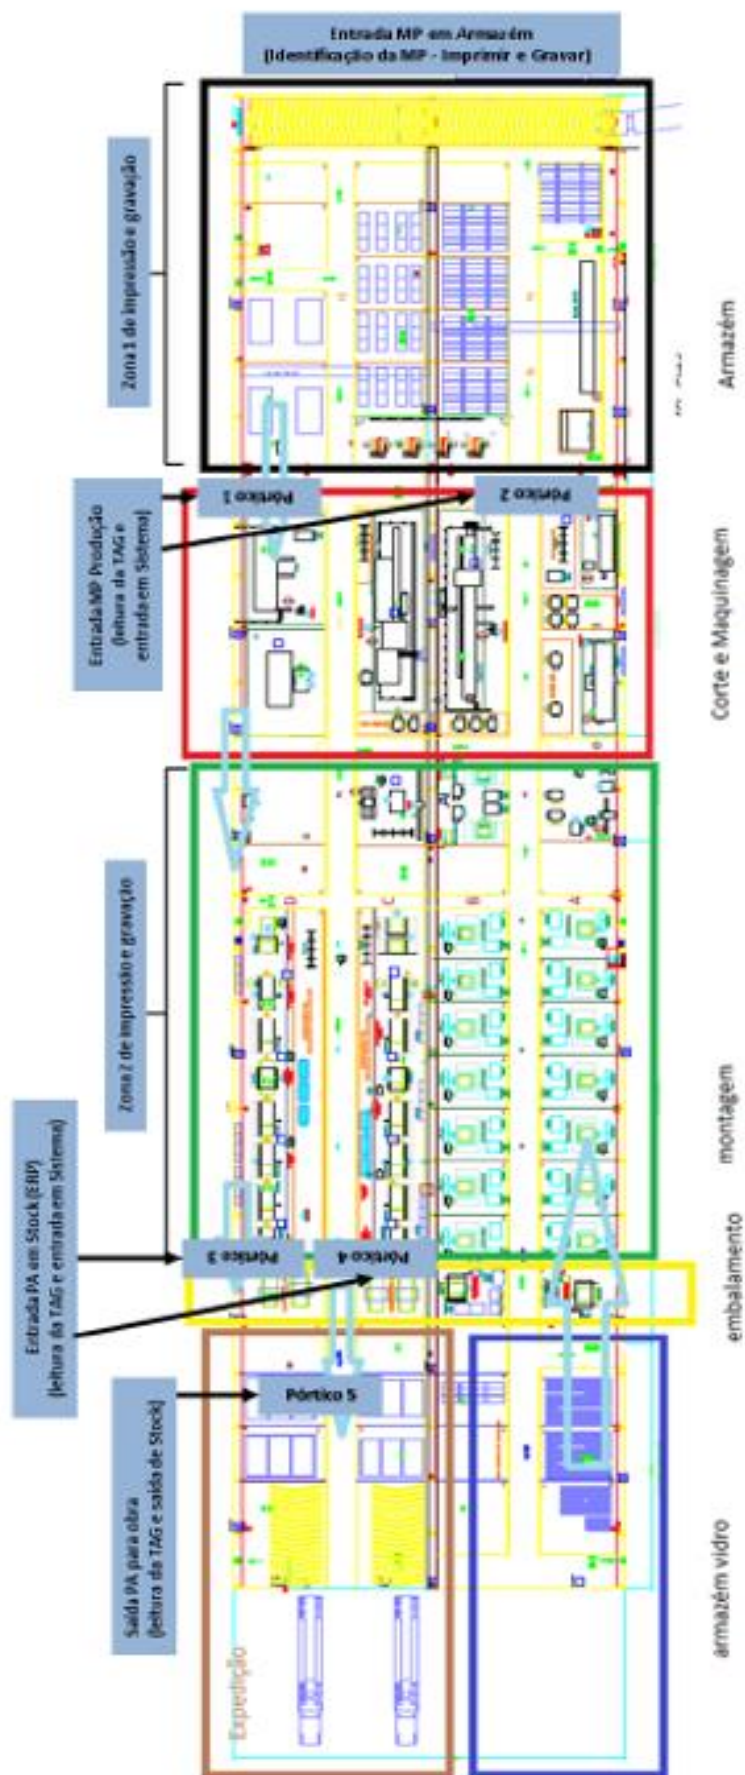 Entrada MP em Armazém
(Identificação da MP - Imprimir e Gravar)
Zona 1 de impressão e gravação
Armazém
Pórtico 1
Pórtico 2
Entrada MP Produção
(leitura da TAG e
entrada em Sistema)
Corte e Maquinagem
Zona 2 de impressão e gravação
montagem
Entrada PA em Stock (ERP)
(leitura da TAG e entrada em Sistema)
Pórtico 3
Pórtico 4
embalamento
Pórtico 5
Saída PA para obra
(leitura da TAG e saída de Stock)
Expedição
armazém vidro